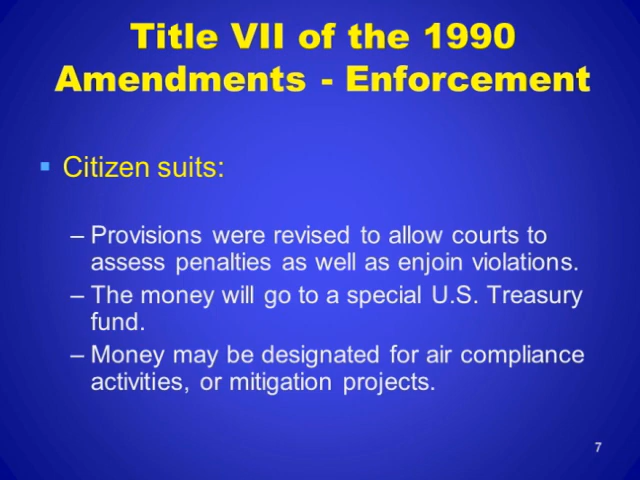 Title VII of the 1990
Amendments - Enforcement
▪ Citizen suits:
– Provisions were revised to allow courts to
assess penalties as well as enjoin violations.
– The money will go to a special U.S. Treasury
fund.
– Money may be designated for air compliance
activities, or mitigation projects.
7